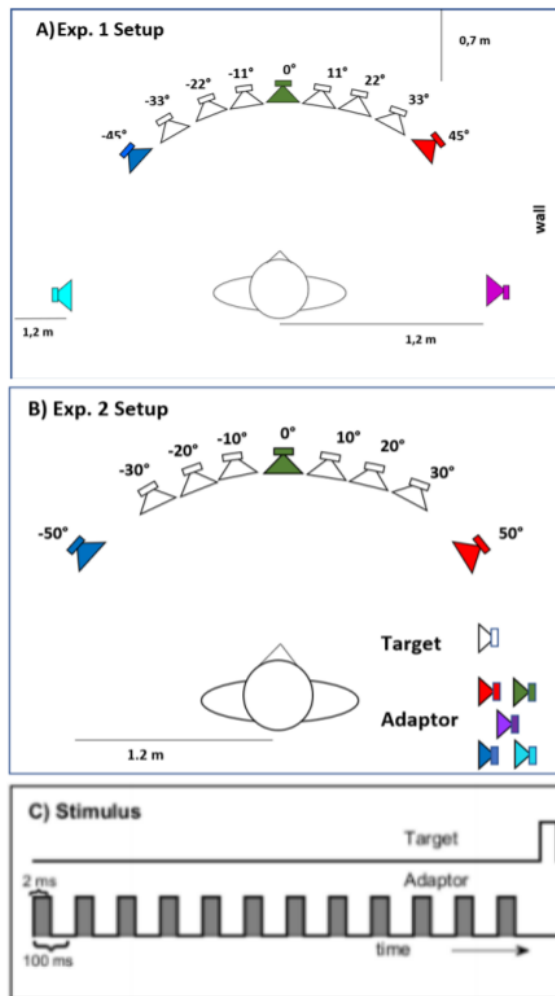 A) Exp. 1 Setup
0,7 m
0°
-11°
11°
-22°
22°
-33°
33°
-45°
45°
wall
1,2 m
1,2 m
B) Exp. 2 Setup
0°
-10°
10°
-20°
20°
-30°
30°
-50°
50°
Target
Adaptor
1.2 m
C) Stimulus
Target
2 ms
Adaptor
100 ms
time